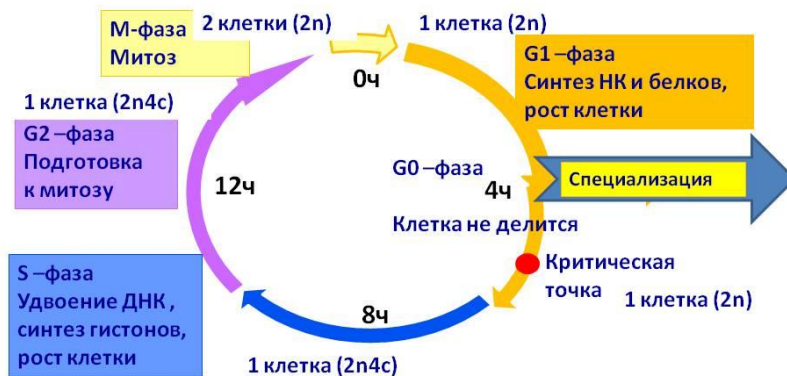 М-фаза
Митоз
2 клетки (2n)
1 клетка (2n)
0ч
G1 –фаза
Синтез НК и белков,
рост клетки
1 клетка (2n4c)
G2 –фаза
Подготовка
к митозу
12ч
G0 –фаза
4ч
Специализация
Клетка не делится
Критическая
точка
1 клетка (2n)
S –фаза
Удвоение ДНК ,
синтез гистонов,
рост клетки
8ч
1 клетка (2n4c)